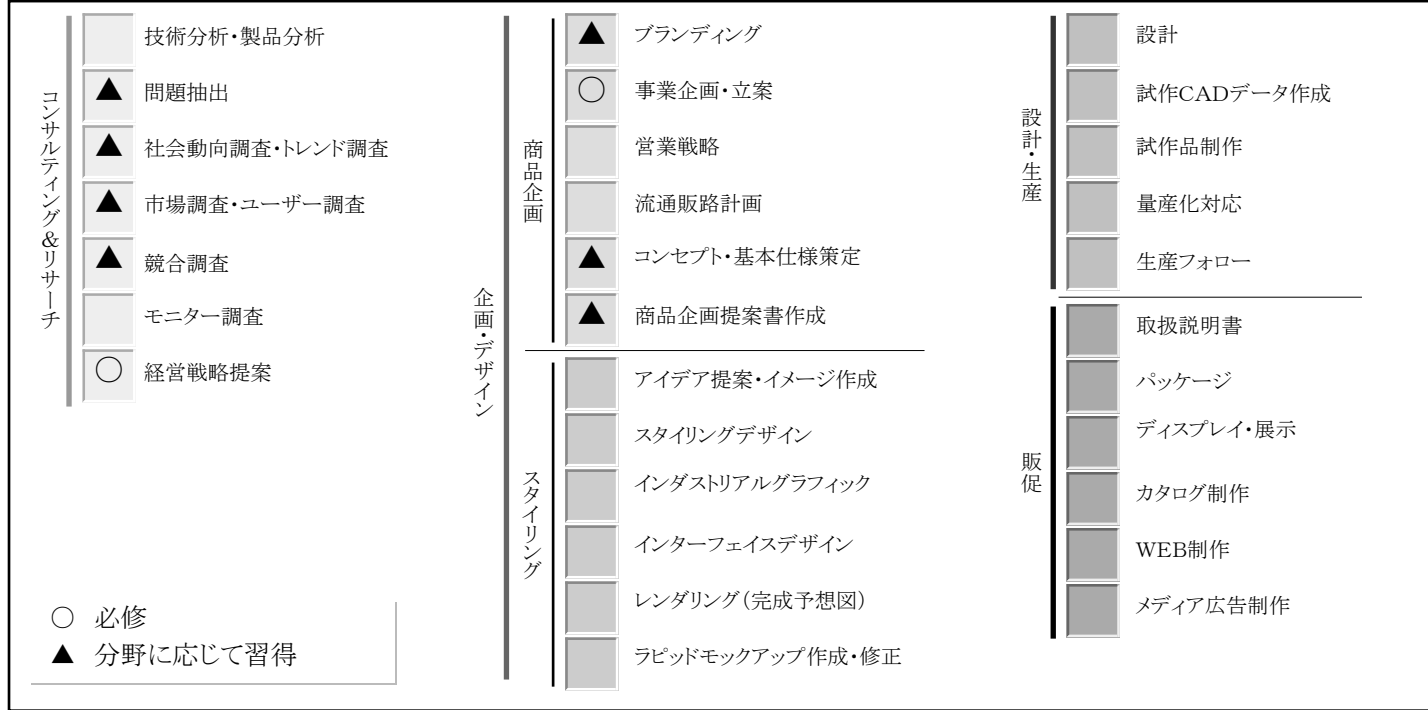 コンサルティング&リサーチ
技術分析・製品分析
▲ 問題抽出
▲ 社会動向調査・トレンド調査
▲ 市場調査・ユーザー調査
▲ 競合調査
モニター調査
○ 経営戦略提案
企画・デザイン
商品企画
▲ ブランディング
○ 事業企画・立案
営業戦略
流通販路計画
▲ コンセプト・基本仕様策定
▲ 商品企画提案書作成
スタイリング
アイデア提案・イメージ作成
スタイリングデザイン
インダストリアルグラフィック
インターフェイスデザイン
レンダリング(完成予想図)
ラピッドモックアップ作成・修正
設計・生産
設計
試作CADデータ作成
試作品制作
量産化対応
生産フォロー
販促
取扱説明書
パッケージ
ディスプレイ・展示
カタログ制作
WEB制作
メディア広告制作
○ 必修
▲ 分野に応じて習得